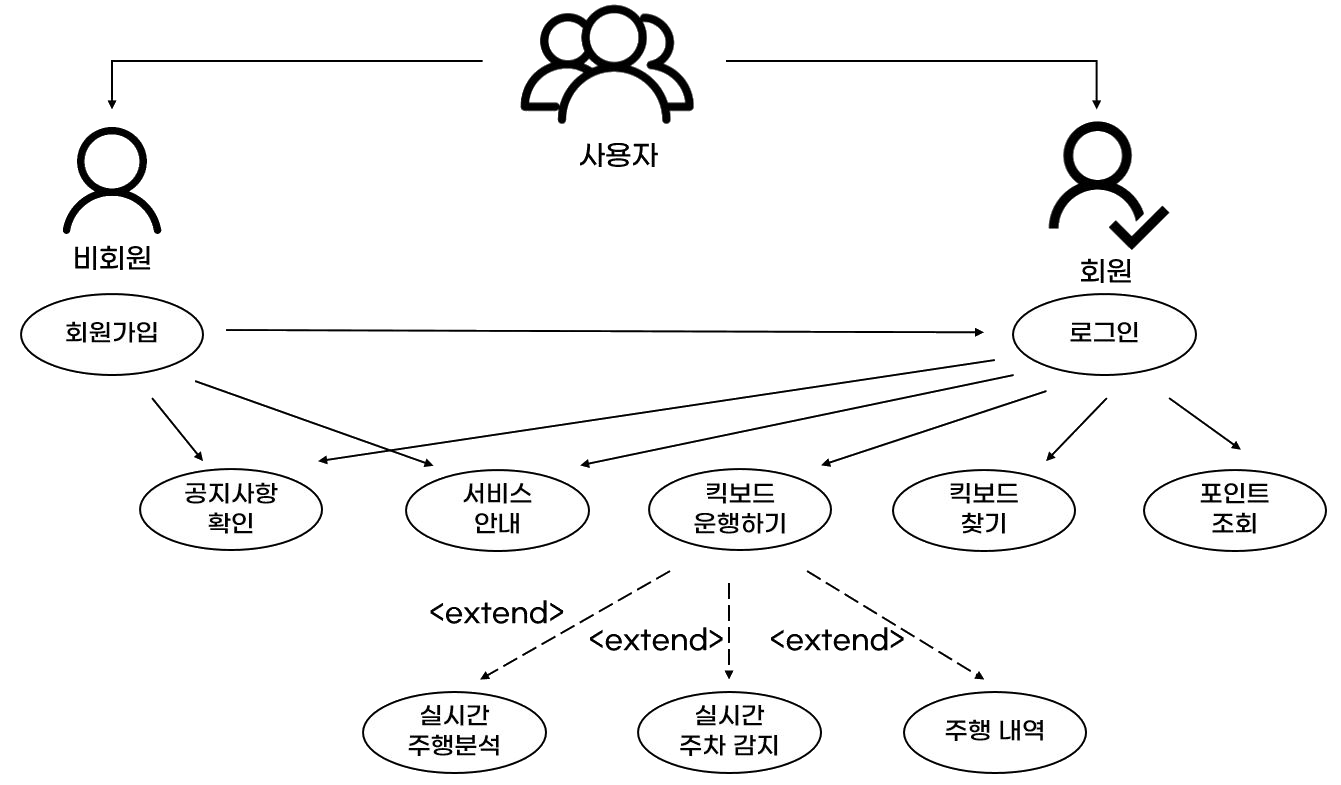 사용자
비회원
회원
회원가입
로그인
공지사항
확인
서비스
안내
킥보드
운행하기
킥보드
찾기
포인트
조회
<extend>
<extend>
<extend>
실시간
주행분석
실시간
주차 감지
주행 내역